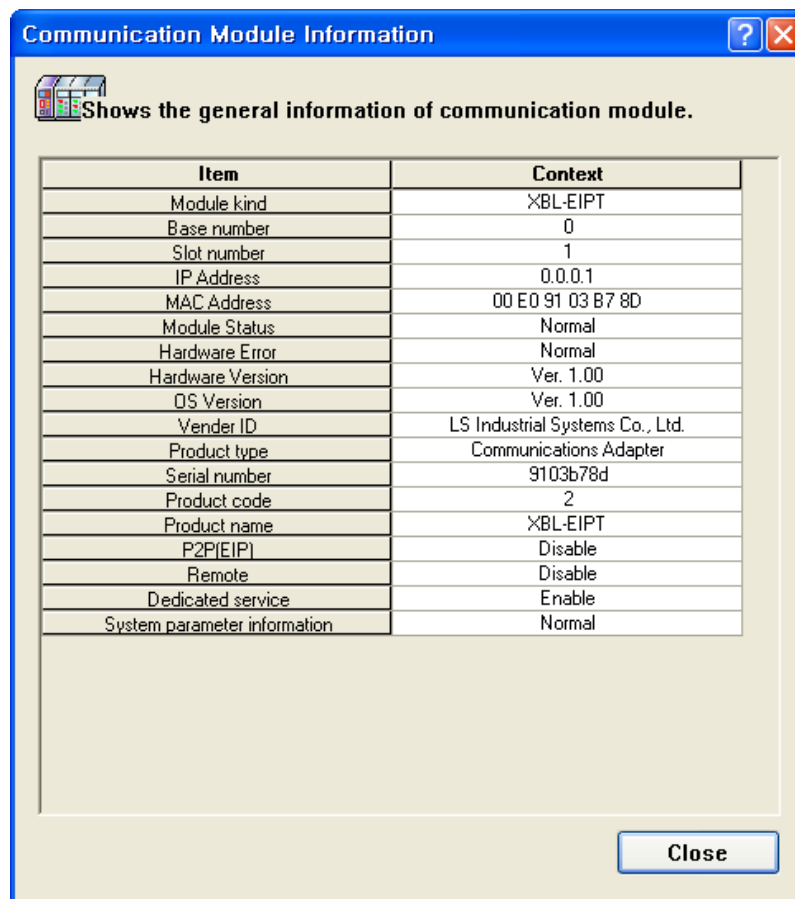 Communication Module Information
Shows the general information of communication module.
Item Context
Module kind XBL-EIPT
Base number 0
Slot number 1
IP Address 0.0.0.1
MAC Address 00 E0 91 03 B7 8D
Module Status Normal
Hardware Error Normal
Hardware Version Ver. 1.00
OS Version Ver. 1.00
Vender ID LS Industrial Systems Co., Ltd.
Product type Communications Adapter
Serial number 9103b78d
Product code 2
Product name XBL-EIPT
P2P(EIP) Disable
Remote Disable
Dedicated service Enable
System parameter information Normal
Close